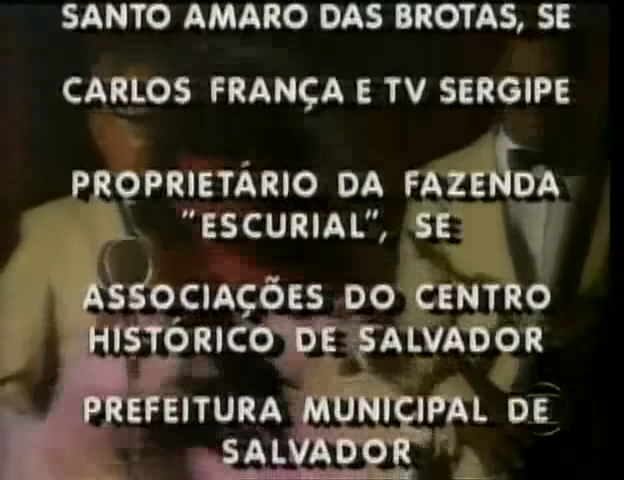 SANTO AMARO DAS BROTAS, SE
CARLOS FRANÇA E TV SERGIPE
PROPRIETÁRIO DA FAZENDA
"ESCURIAL", SE
ASSOCIAÇÕES DO CENTRO
HISTÓRICO DE SALVADOR
PREFEITURA MUNICIPAL DE
SALVADOR